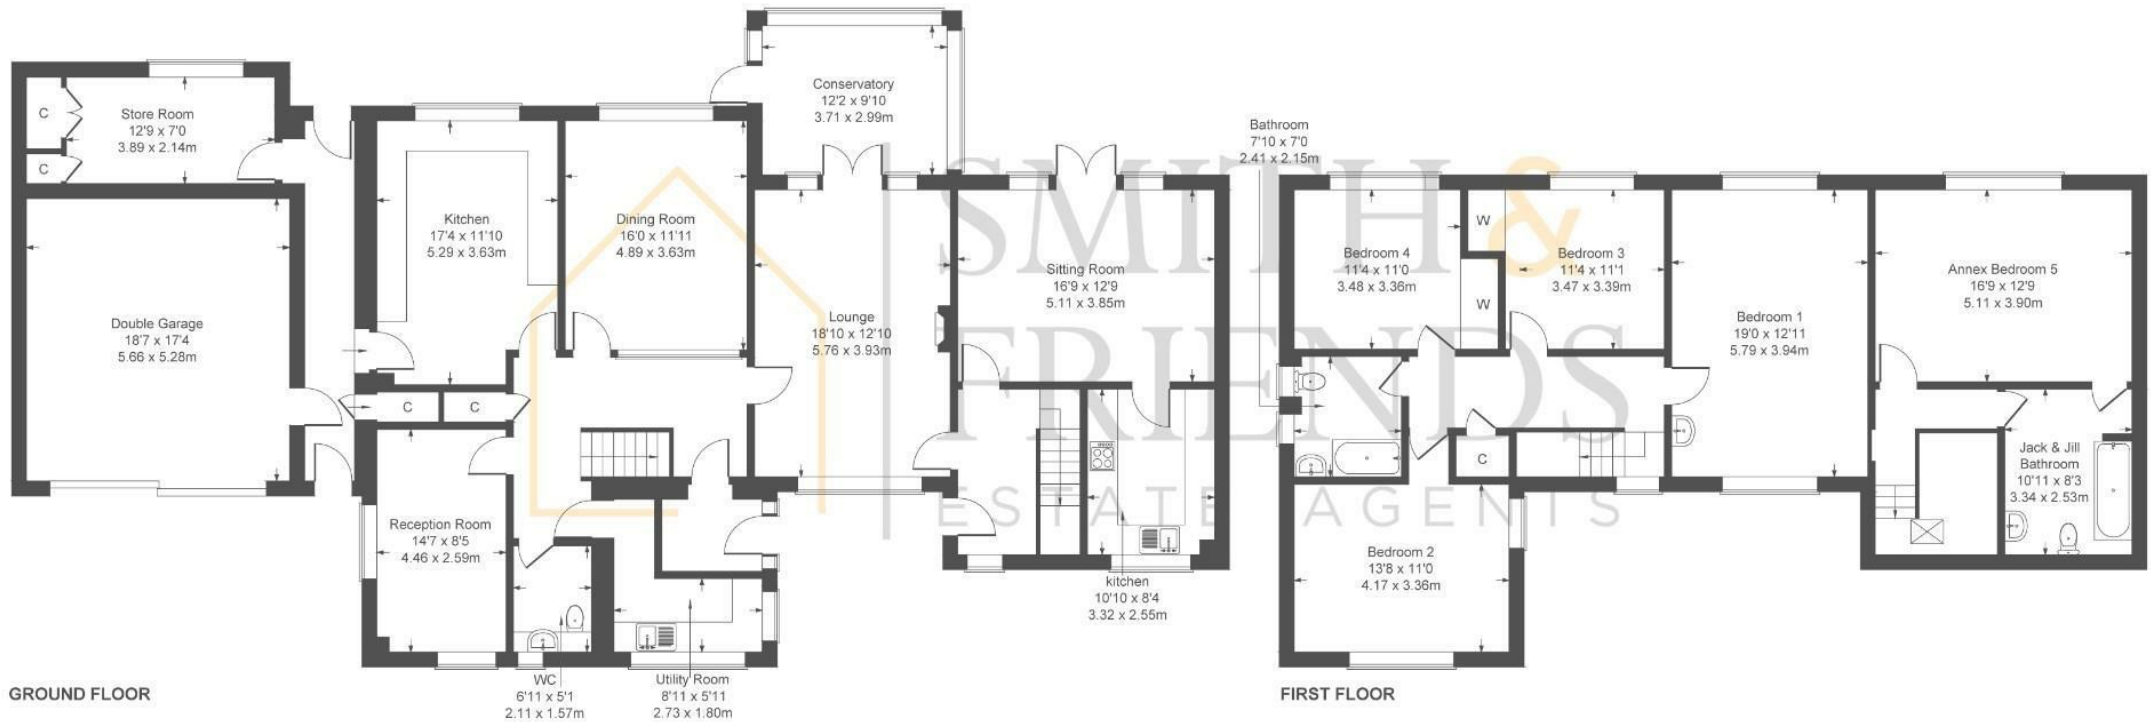 Store Room
12'9 x 7'0
3.89 x 2.14m
C
C
Double Garage
18'7 x 17'4
5.66 x 5.28m
Kitchen
17'4 x 11'10
5.29 x 3.63m
Dining Room
16'0 x 11'11
4.89 x 3.63m
Conservatory
12'2 x 9'10
3.71 x 2.99m
Lounge
18'10 x 12'10
5.76 x 3.93m
Sitting Room
16'9 x 12'9
5.11 x 3.85m
C
C
Reception Room
14'7 x 8'5
4.46 x 2.59m
WC
6'11 x 5'1
2.11 x 1.57m
Utility Room
8'11 x 5'11
2.73 x 1.80m
kitchen
10'10 x 8'4
3.32 x 2.55m
GROUND FLOOR
SMITH &
FRIENDS
ESTATE AGENTS
Bathroom
7'10 x 7'0
2.41 x 2.15m
Bedroom 4
11'4 x 11'0
3.48 x 3.36m
W
W
Bedroom 3
11'4 x 11'1
3.47 x 3.39m
Bedroom 1
19'0 x 12'11
5.79 x 3.94m
Annex Bedroom 5
16'9 x 12'9
5.11 x 3.90m
C
Bedroom 2
13'8 x 11'0
4.17 x 3.36m
Jack & Jill
Bathroom
10'11 x 8'3
3.34 x 2.53m
FIRST FLOOR